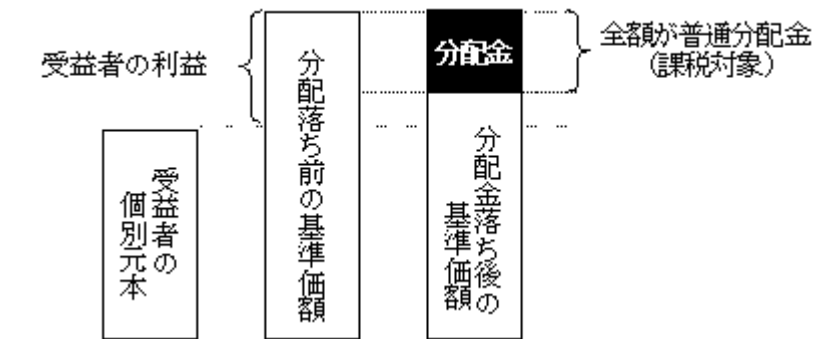 受益者の利益
分配落ち前の基準価額
分配金
全額が普通分配金
(課税対象)
受益者の
個別元本
分配金落ち後の
基準価額